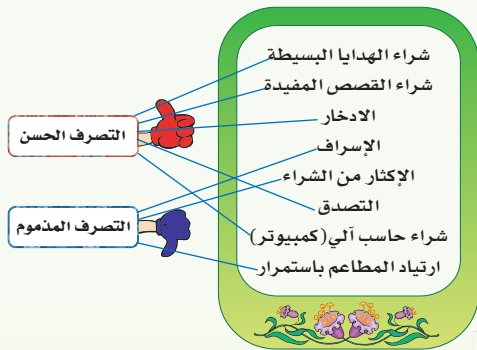 شراء الهدايا البسيطة
شراء القصص المفيدة
الادخار
الإسراف
الإكثار من الشراء
التصدق
شراء حاسب آلي (كمبيوتر)
ارتياد المطاعم باستمرار
التصرف الحسن
التصرف المذموم